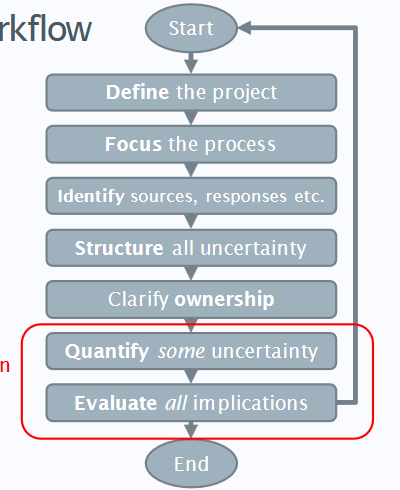 rkflow
Start
Define the project
Focus the process
Identify sources, responses etc.
Structure all uncertainty
Clarify ownership
Quantify some uncertainty
n
Evaluate all implications
End